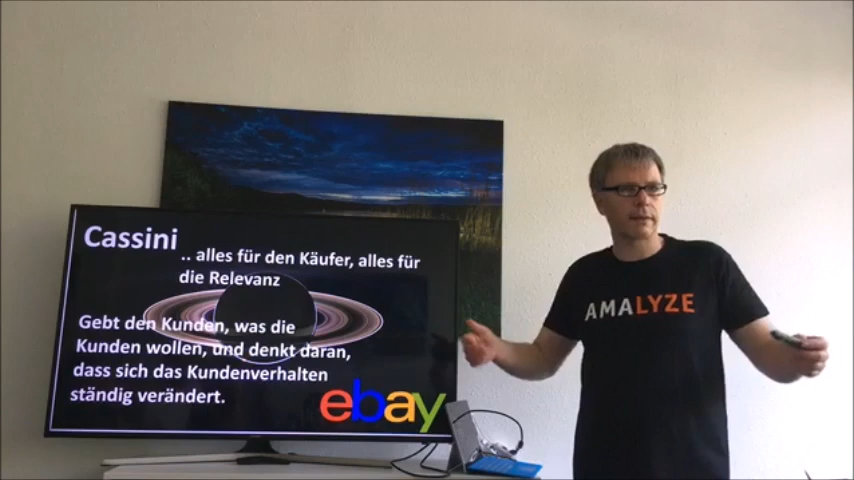 Cassini
.. alles für den Käufer, alles für
die Relevanz
Gebt den Kunden, was die
Kunden wollen, und denkt daran,
dass sich das Kundenverhalten
ständig verändert.
ebay
AMALYZE